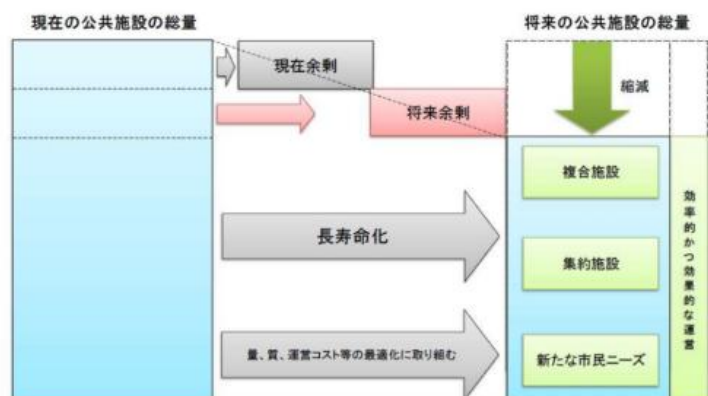 現在の公共施設の総量
将来の公共施設の総量
現在余剰
縮減
将来余剰
複合施設
長寿命化
集約施設
量、質、運営コスト等の最適化に取り組む
新たな市民ニーズ
効率的かつ効果的な運営